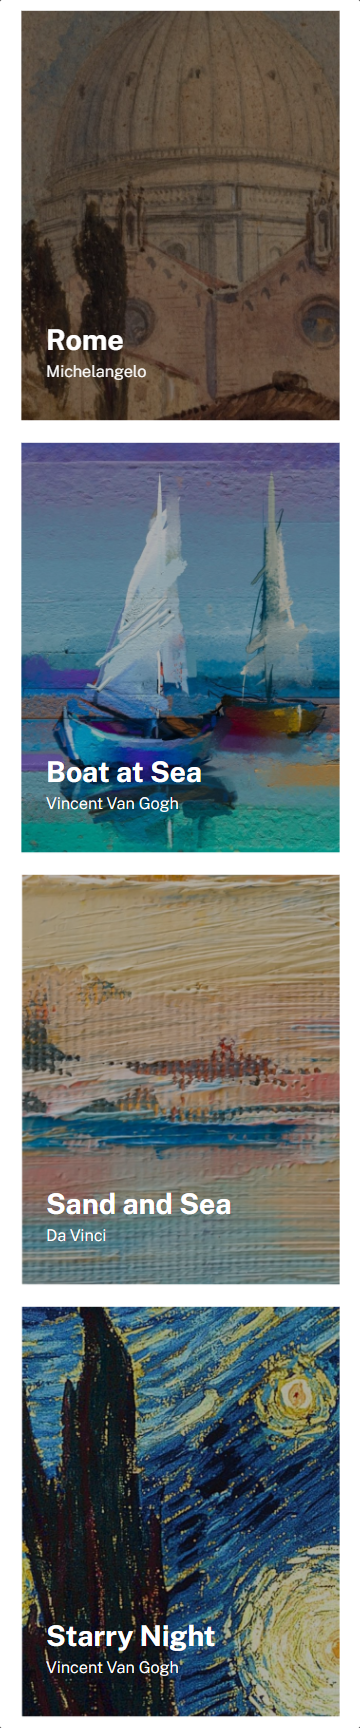 Rome
Michelangelo
Boat at Sea
Vincent Van Gogh
Sand and Sea
Da Vinci
Starry Night
Vincent Van Gogh